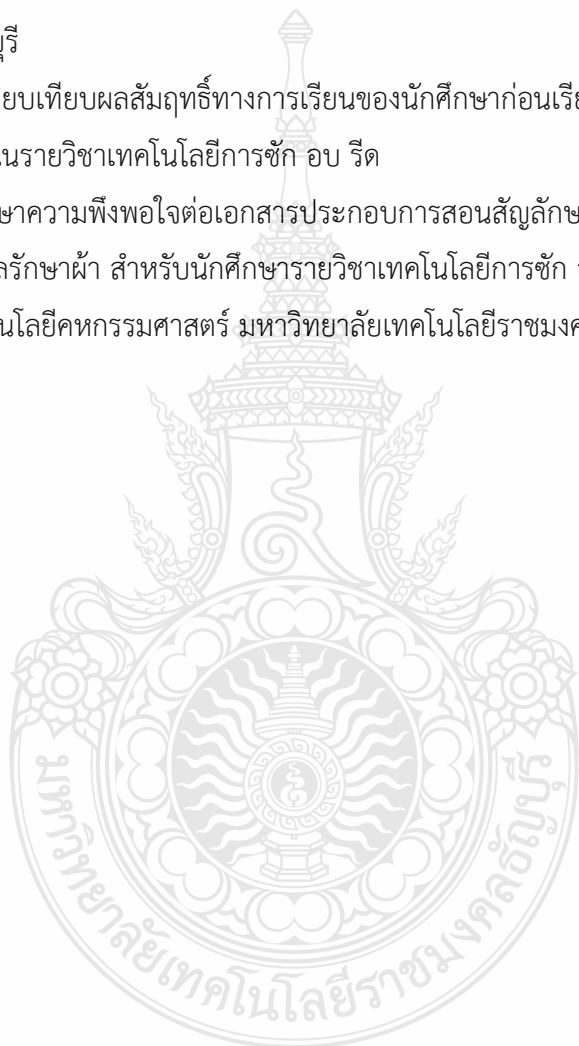 ยบเทียบผลสัมฤทธิ์ทางการเรียนของนักศึกษาก่อนเรีย
นรายวิชาเทคโนโลยีการซัก อบ รีด
ษาความพึงพอใจต่อเอกสารประกอบการสอนสัญลักษ
ลรักษาผ้า สำหรับนักศึกษารายวิชาเทคโนโลยีการซัก
นโลยีคหกรรมศาสตร์ มหาวิทยาลัยเทคโนโลยีราชมงค
มหาวิทยาลัยเทคโนโลยีราชมงคลธัญบุรี